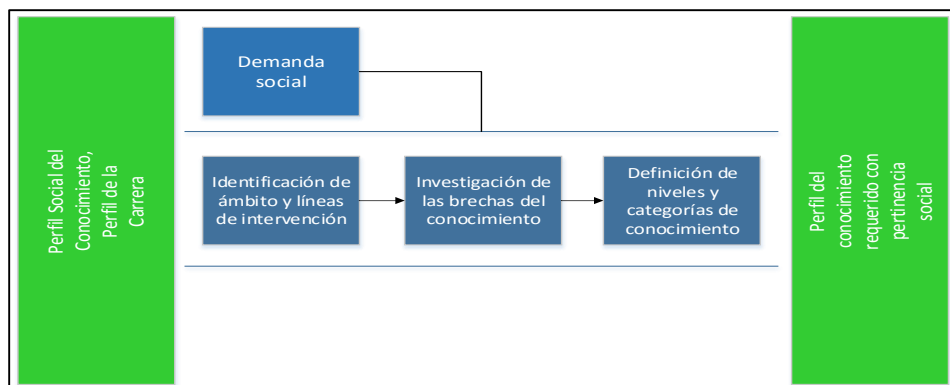 Perfil Social del
Conocimiento,
Perfil de la
Carrera
Demanda
social
Identificación de
ámbito y líneas de
intervención
Investigación de
las brechas del
conocimiento
Definición de
niveles y
categorías de
conocimiento
Perfil del
conocimiento
requerido con
pertinencia
social